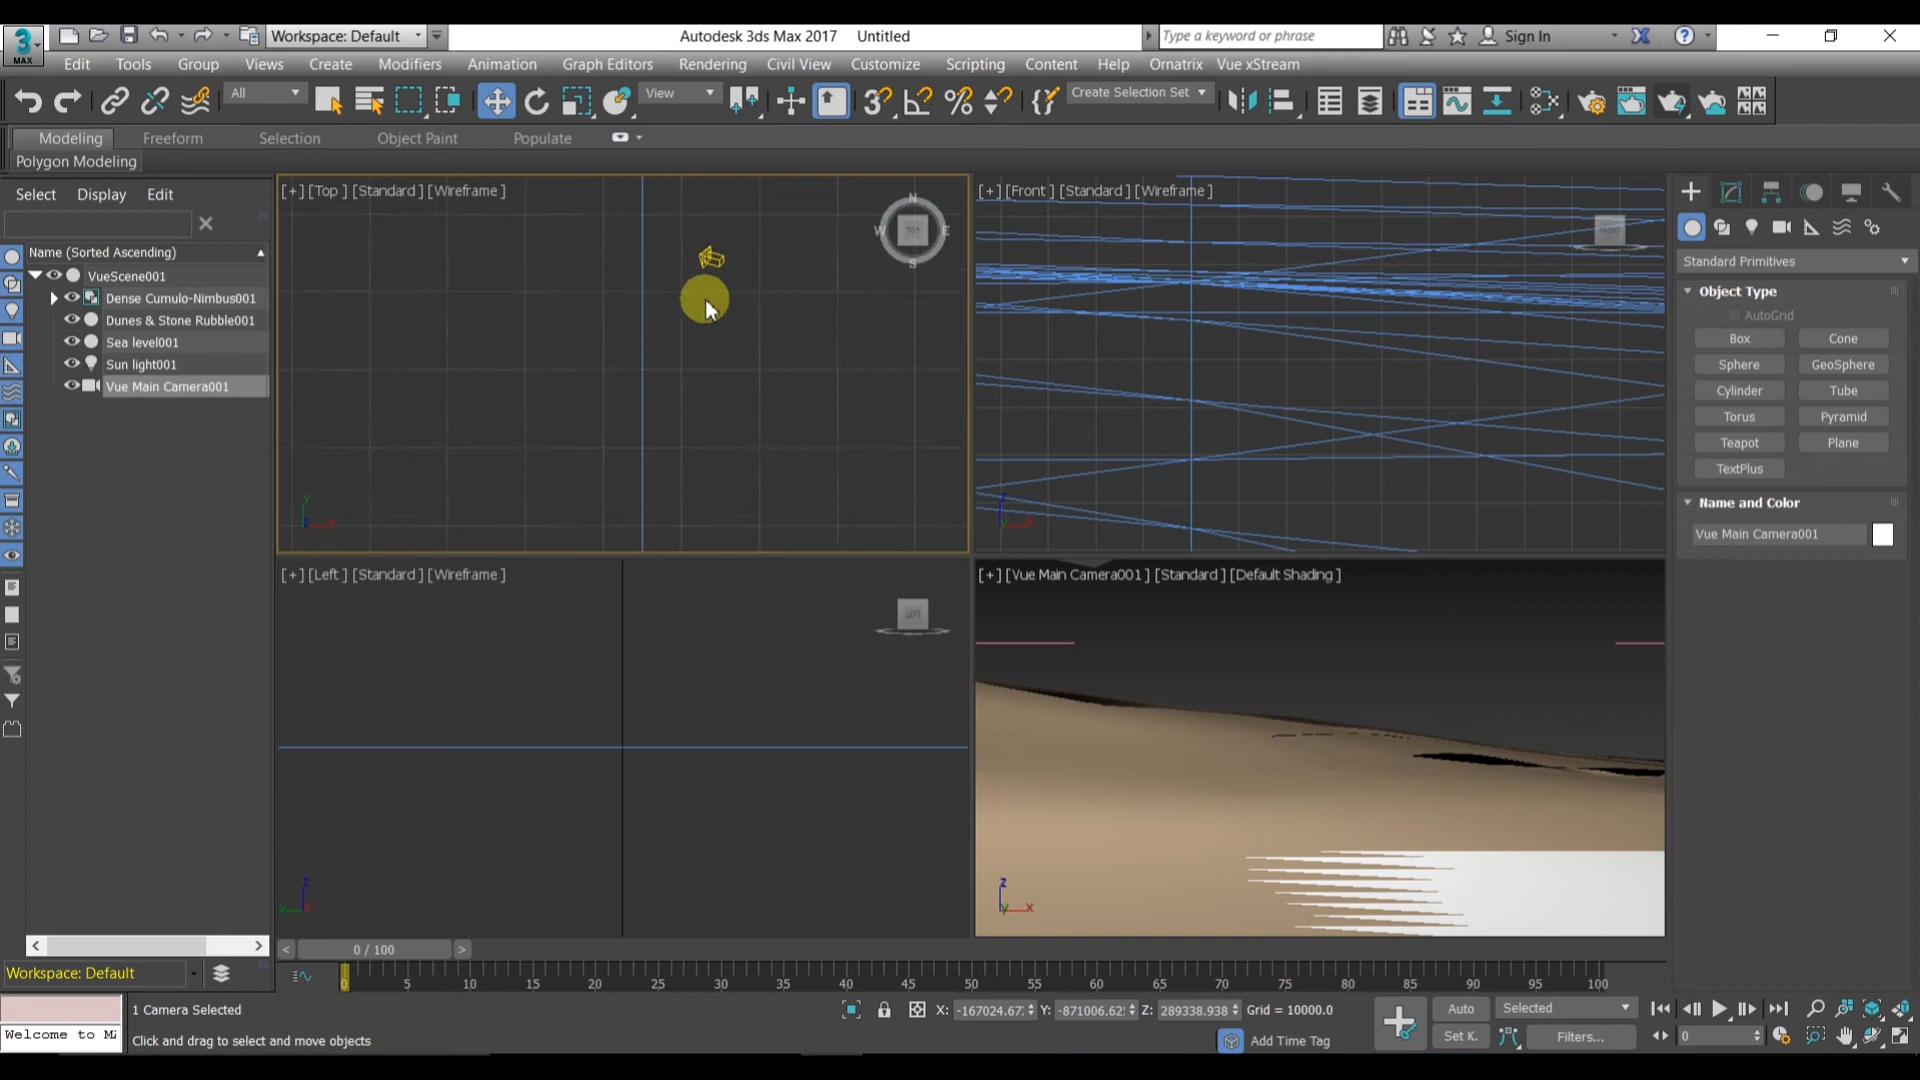 Workspace: Default
Autodesk 3ds Max 2017 Untitled
Type a keyword or phrase
Sign In
MAX
Edit Tools Group Views Create Modifiers Animation Graph Editors Rendering Civil View Customize Scripting Content Help Ornatrix Vue xStream
All
View
Create Selection Set
Modeling Freeform Selection Object Paint Populate
Polygon Modeling
Select Display Edit
Name (Sorted Ascending)
VueScene001
Dense Cumulo-Nimbus001
Dunes & Stone Rubble001
Sea level001
Sun light001
Vue Main Camera001
[+] [Top ] [Standard ] [Wireframe ]
N
W TOP E
S
y
x
[+] [Front ] [Standard ] [Wireframe ]
FRONT
[+] [Left ] [Standard ] [Wireframe ]
LEFT
z
y
[+] [Vue Main Camera001 ] [Standard ] [Default Shading ]
z
y x
Standard Primitives
Object Type
AutoGrid
Box Cone
Sphere GeoSphere
Cylinder Tube
Torus Pyramid
Teapot Plane
TextPlus
Name and Color
Vue Main Camera001
< 0 / 100 >
Workspace: Default
0 5 10 15 20 25 30 35 40 45 50 55 60 65 70 75 80 85 90 95 100
1 Camera Selected
X: -167024.67 Y: -871006.62 Z: 289338.938 Grid = 10000.0
Auto Selected
Welcome to
Click and drag to select and move objects
Add Time Tag
Set K. Filters...
0